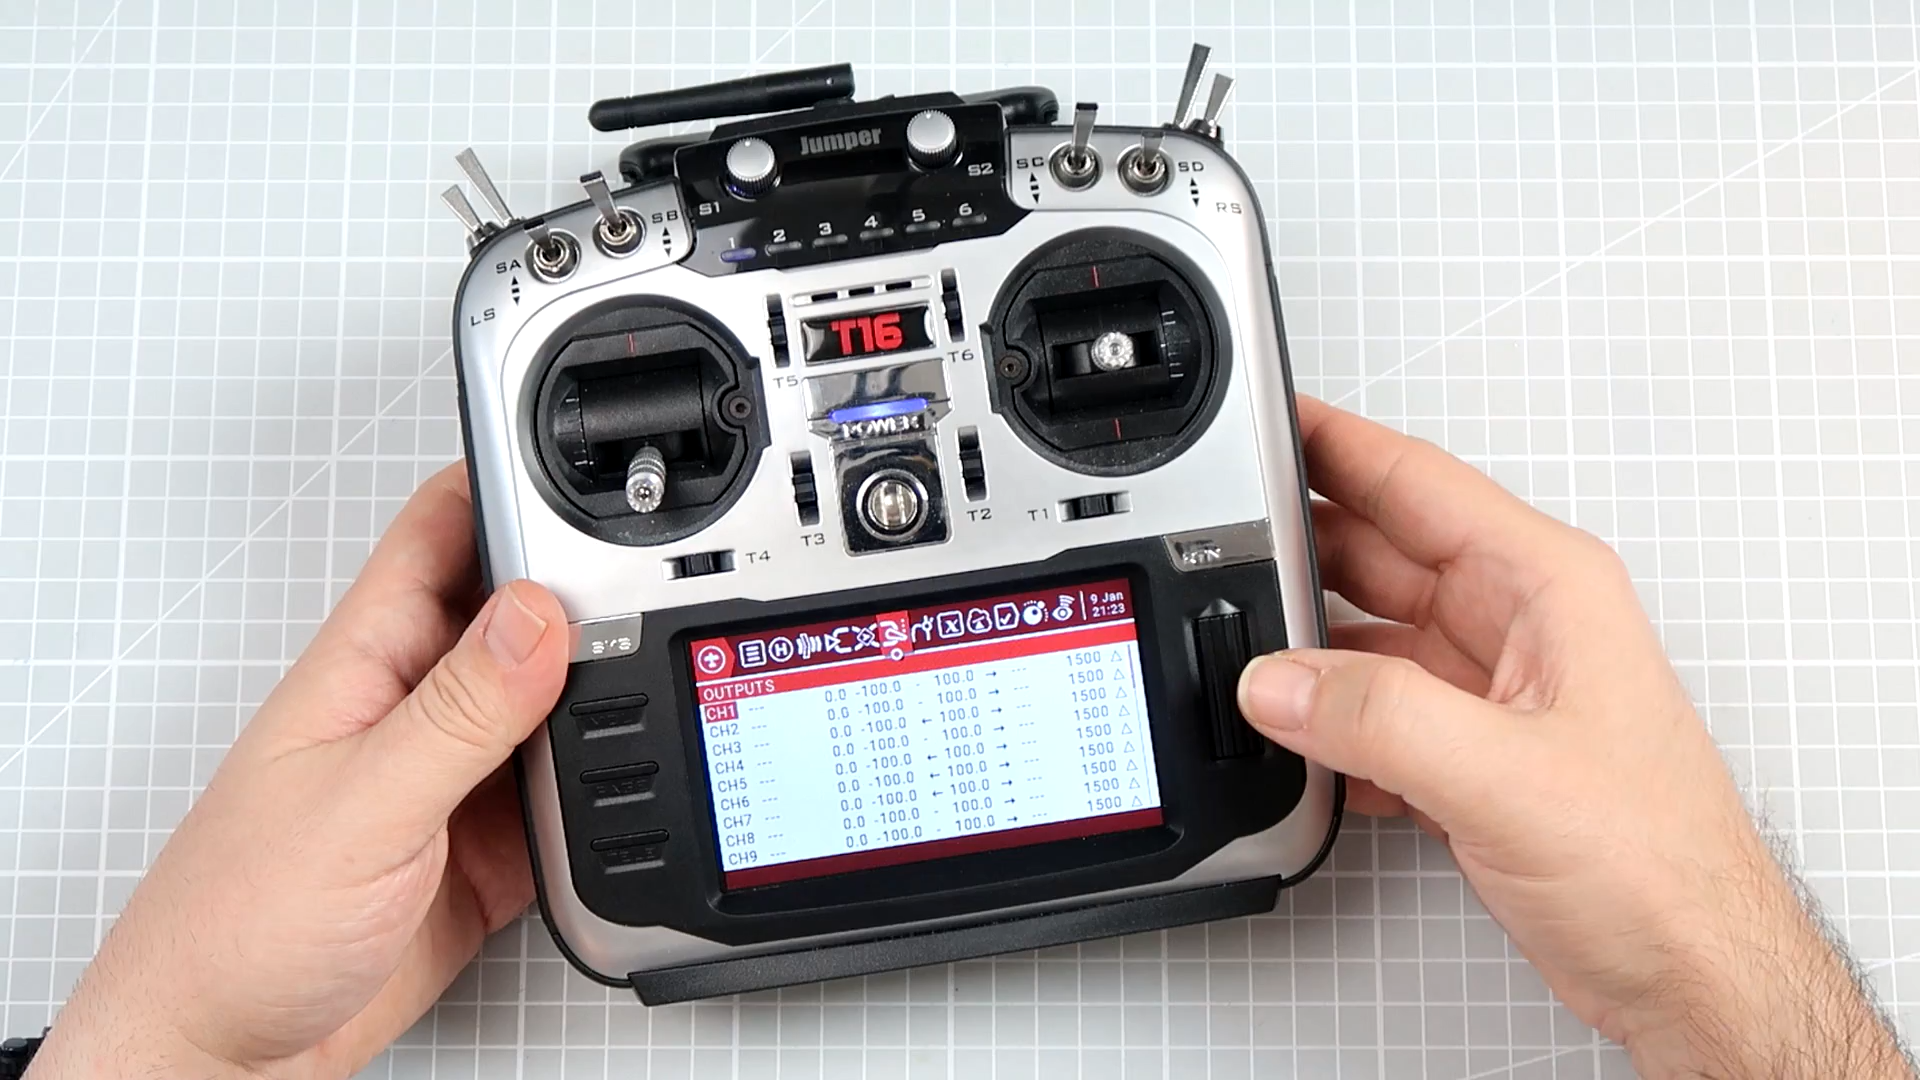 Jumper
S1
S2
SA
SB
SC
SD
LS
RS
1 2 3 4 5 6
T16
T5
T6
POWER
T3
T2
T4
T1
SYS
9 Jan
21:23
OUTPUTS
CH1 --- 0.0 -100.0 - 100.0 → --- 1500 △
CH2 --- 0.0 -100.0 - 100.0 → --- 1500 △
CH3 --- 0.0 -100.0 ← 100.0 → --- 1500 △
CH4 --- 0.0 -100.0 - 100.0 → --- 1500 △
CH5 --- 0.0 -100.0 ← 100.0 → --- 1500 △
CH6 --- 0.0 -100.0 ← 100.0 → --- 1500 △
CH7 --- 0.0 -100.0 ← 100.0 → --- 1500 △
CH8 --- 0.0 -100.0 - 100.0 → --- 1500 △
CH9 --- 0.0 -100.0 - 100.0 → --- 1500 △